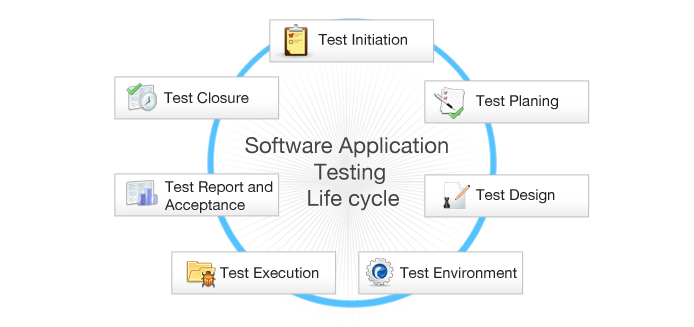 Test Initiation
Test Closure
Test Planing
Software Application
Testing
Life cycle
Test Report and
Acceptance
Test Design
Test Execution
Test Environment